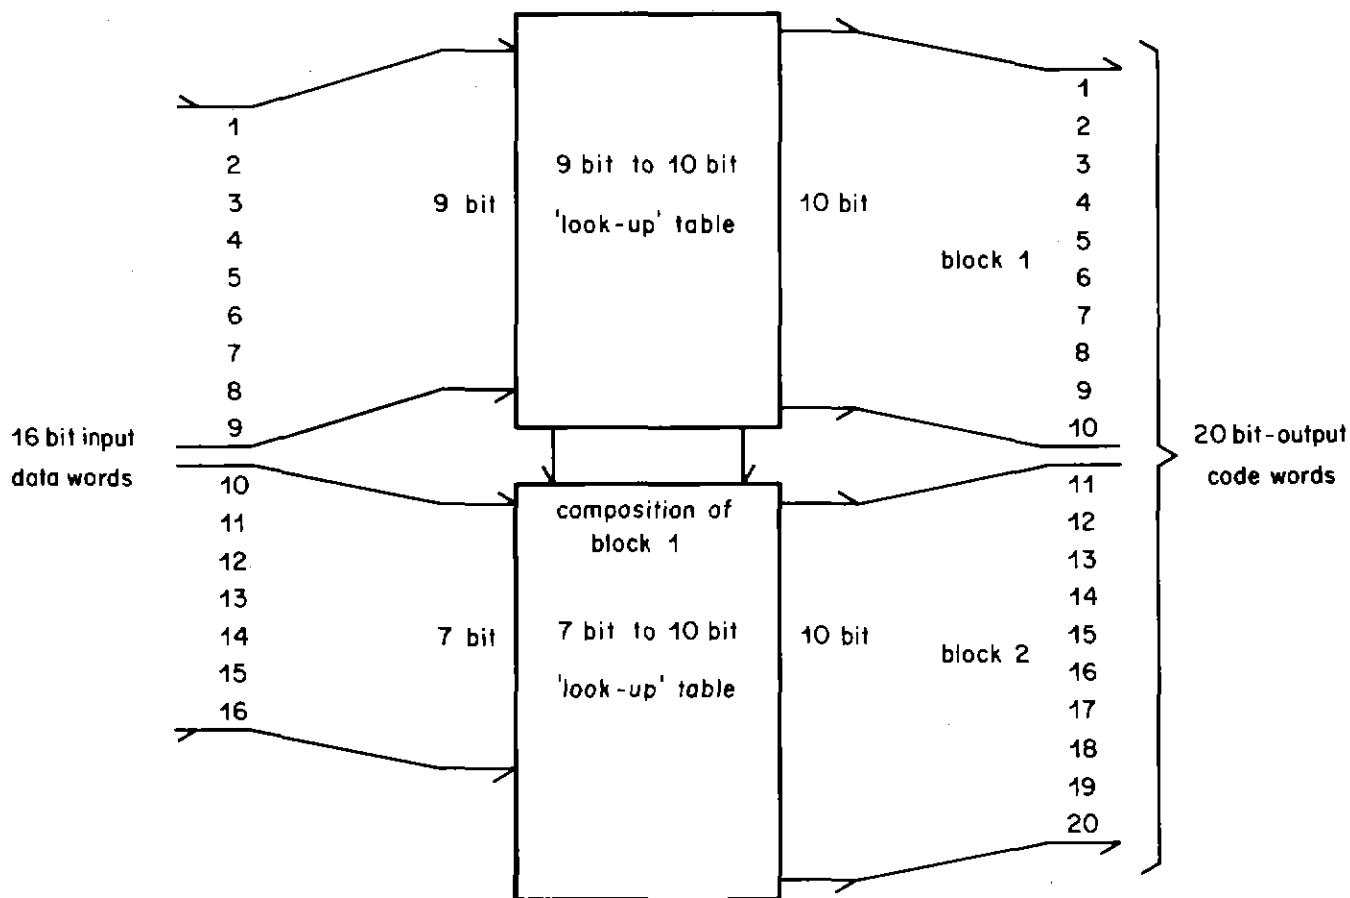 16 bit input
data words
1
2
3
4
5
6
7
8
9
10
11
12
13
14
15
16
9 bit
7 bit
9 bit to 10 bit
'look-up' table
composition of
block 1
7 bit to 10 bit
'look-up' table
10 bit
10 bit
block 1
block 2
1
2
3
4
5
6
7
8
9
10
11
12
13
14
15
16
17
18
19
20
20 bit-output
code words